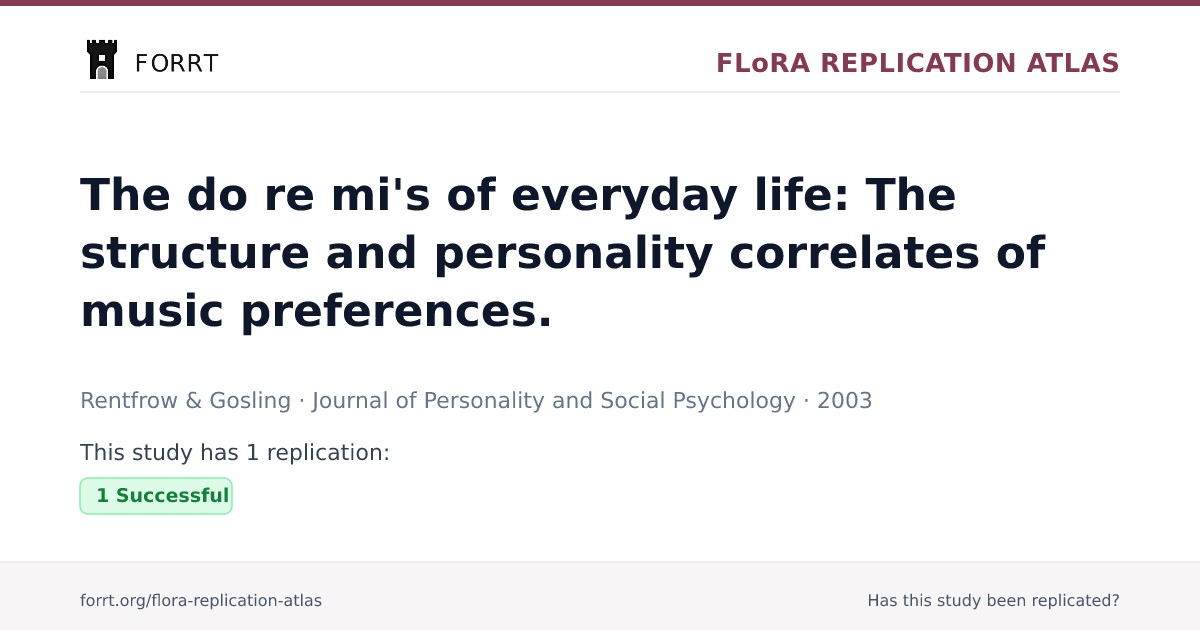 FORRT
FLoRA REPLICATION ATLAS
The do re mi's of everyday life: The
structure and personality correlates of
music preferences.
Rentfrow & Gosling · Journal of Personality and Social Psychology · 2003
This study has 1 replication:
1 Successful
forrt.org/flora-replication-atlas
Has this study been replicated?